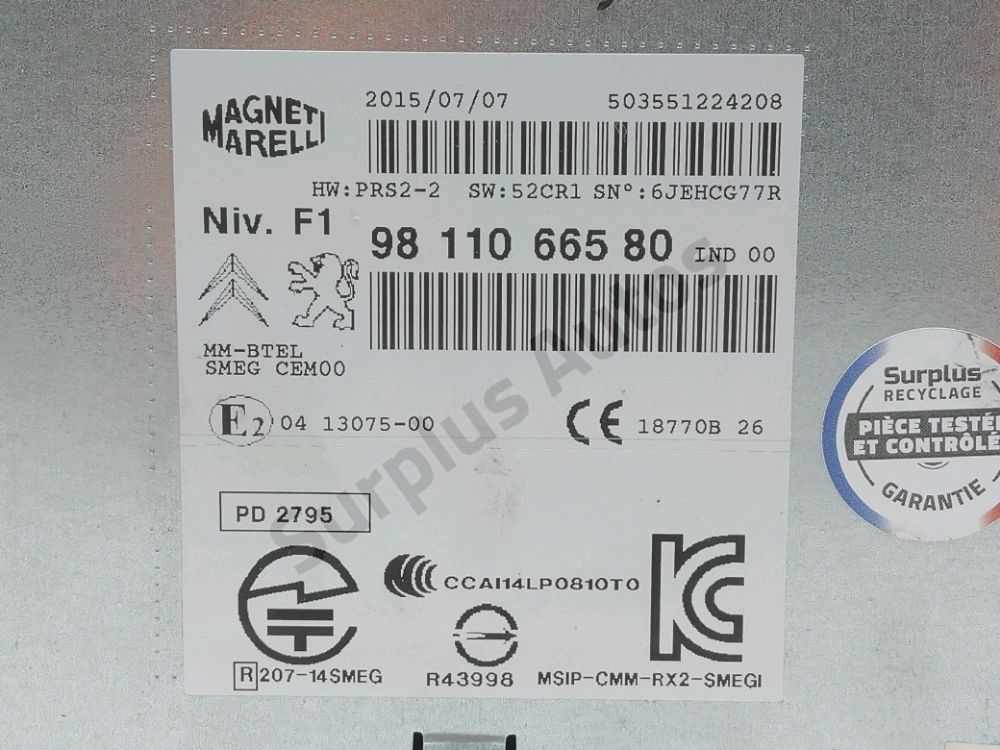 MAGNETI
MARELLI
2015/07/07 503551224208
HW:PRS2-2 SW:52CR1 SN°:6JEHCG77R
Niv. F1
98 110 665 80 IND 00
MM-BTEL
SMEG CEM00
E2 04 13075-00
CE 18770B 26
PD 2795
CCAI14LP0810T0
R 207-14SMEG
R43998
MSIP-CMM-RX2-SMEGI
Surplus Autos
Surplus
RECYCLAGE
PIÈCE TESTÉE
ET CONTRÔLÉE
GARANTIE